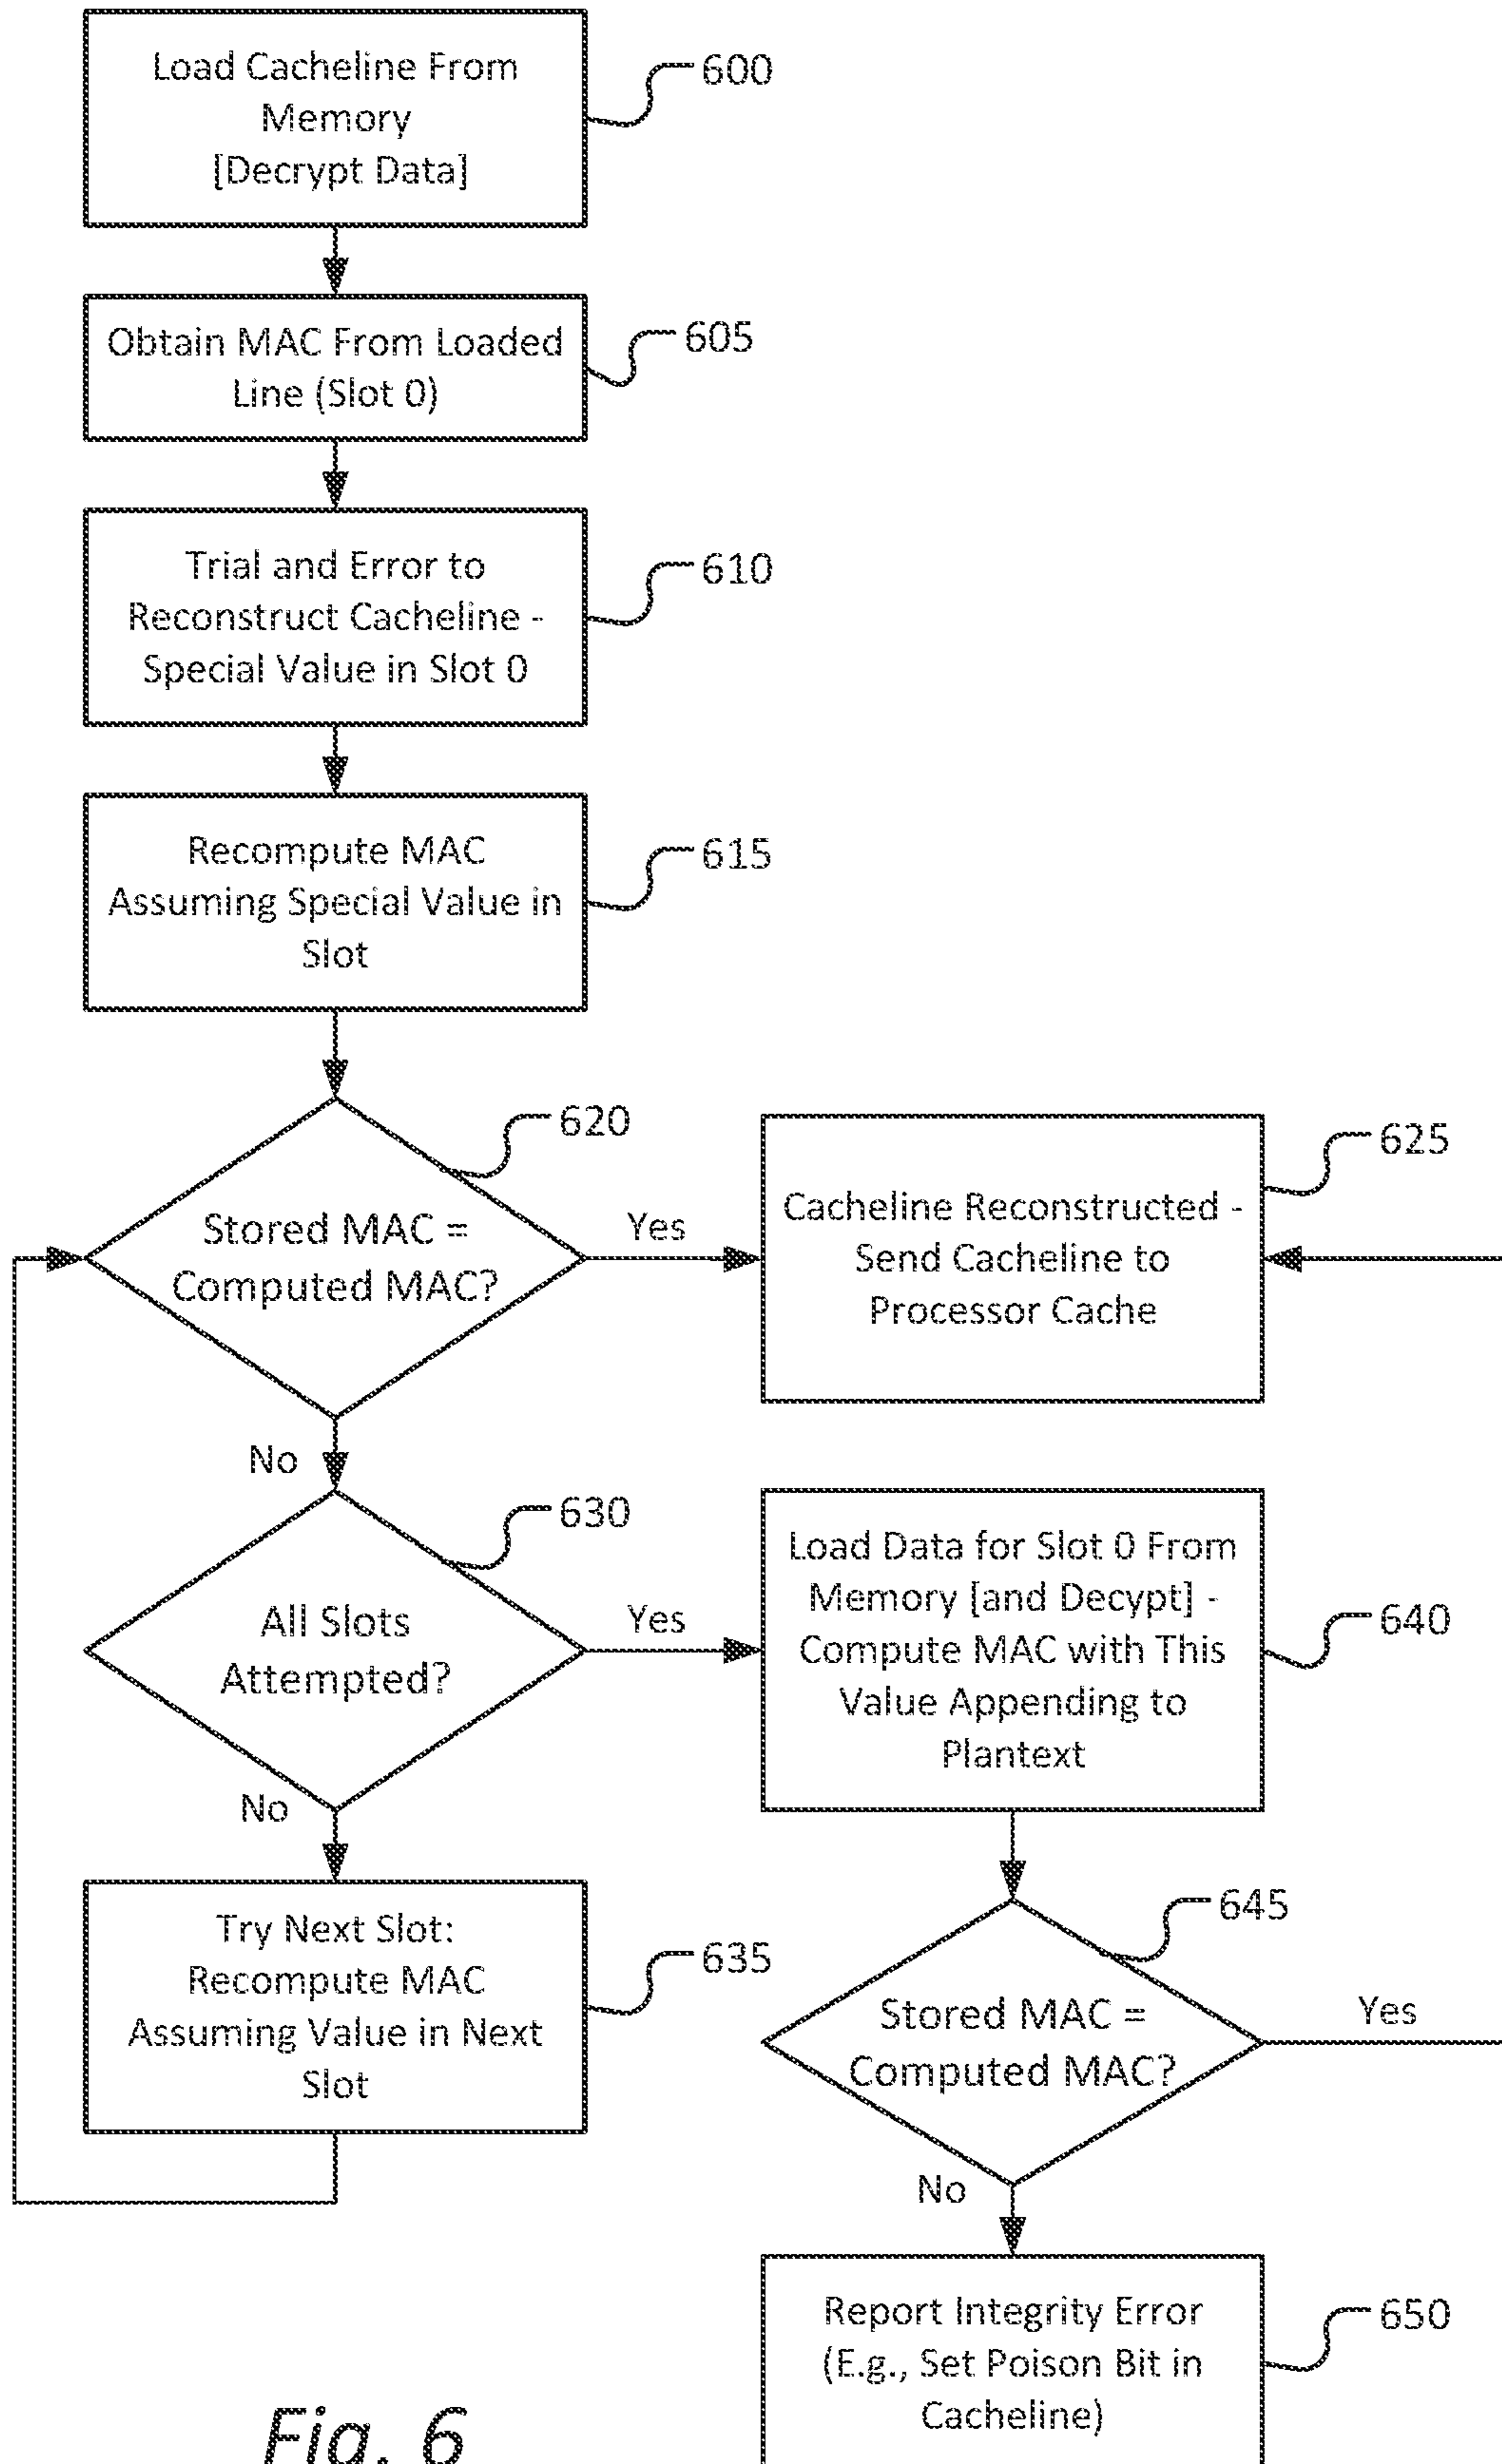 Load Cacheline From
Memory
[Decrypt Data]
600
Obtain MAC From Loaded
Line (Slot 0)
605
Trial and Error to
Reconstruct Cacheline -
Special Value in Slot 0
610
Recompute MAC
Assuming Special Value in
Slot
615
620
Stored MAC =
Computed MAC?
Yes
No
Cacheline Reconstructed -
Send Cacheline to
Processor Cache
625
630
All Slots
Attempted?
Yes
No
Try Next Slot:
Recompute MAC
Assuming Value in Next
Slot
635
Load Data for Slot 0 From
Memory [and Decypt] -
Compute MAC with This
Value Appending to
Plantext
640
645
Stored MAC =
Computed MAC?
Yes
No
Report Integrity Error
(E.g., Set Poison Bit in
Cacheline)
650
Fig. 6